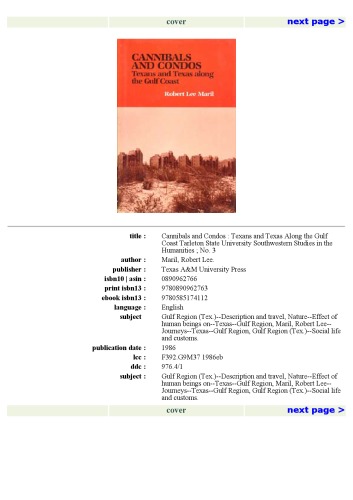 cover next page >
CANNIBALS
AND CONDOS
Texans and Texas along
the Gulf Coast
Robert Lee Maril
title : Cannibals and Condos : Texans and Texas Along the Gulf
Coast Tarleton State University Southwestern Studies in the
Humanities ; No. 3
author : Maril, Robert Lee.
publisher : Texas A&M University Press
isbn10 | asin : 0890962766
print isbn13 : 9780890962763
ebook isbn13 : 9780585174112
language : English
subject Gulf Region (Tex.)--Description and travel, Nature--Effect of
human beings on--Texas--Gulf Region, Maril, Robert Lee--
Journeys--Texas--Gulf Region, Gulf Region (Tex.)--Social life
and customs.
publication date : 1986
lcc : F392.G9M37 1986eb
ddc : 976.4/1
subject : Gulf Region (Tex.)--Description and travel, Nature--Effect of
human beings on--Texas--Gulf Region, Maril, Robert Lee--
Journeys--Texas--Gulf Region, Gulf Region (Tex.)--Social life
and customs.
cover next page >